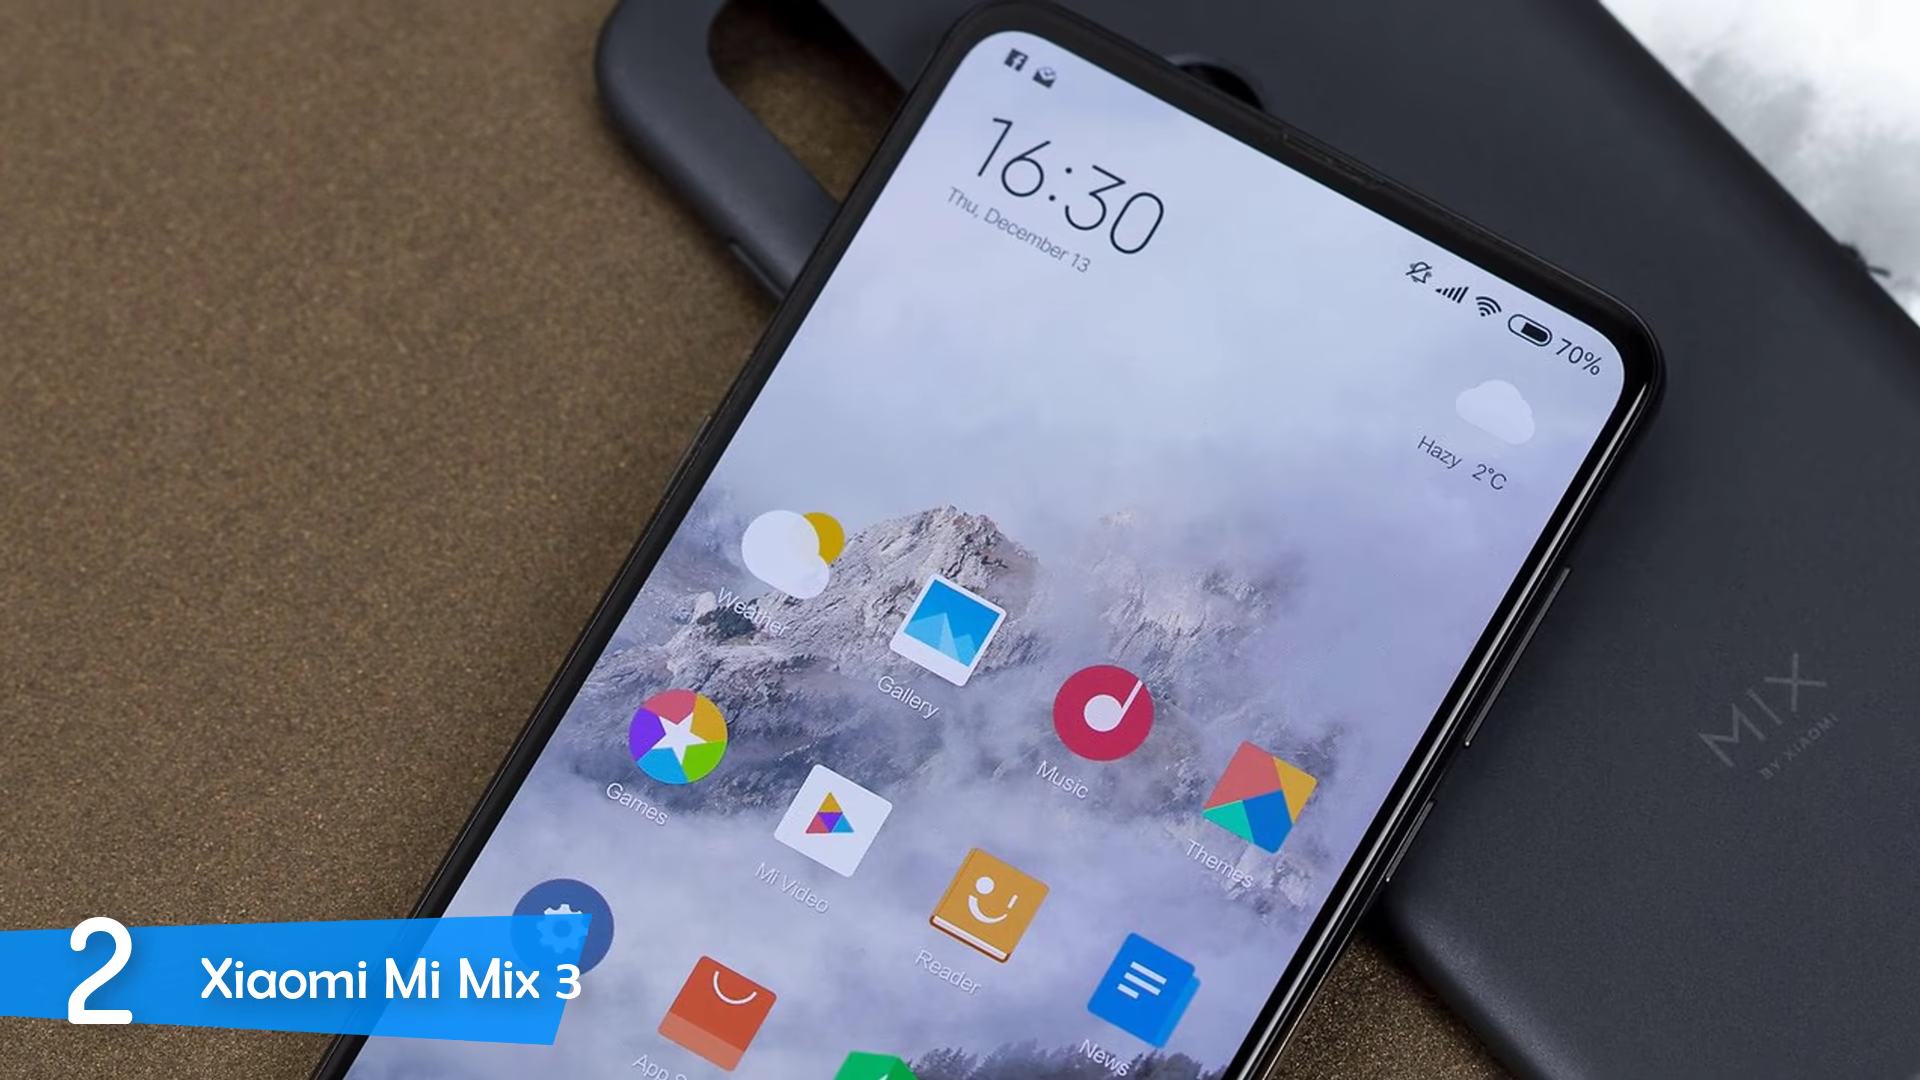 16:30
Thu, December 13
70%
Hazy 2°C
Weather
Gallery
Music
Themes
Games
Mi Video
Reader
News
App
MIX
BY XIAOMI
2 Xiaomi Mi Mix 3